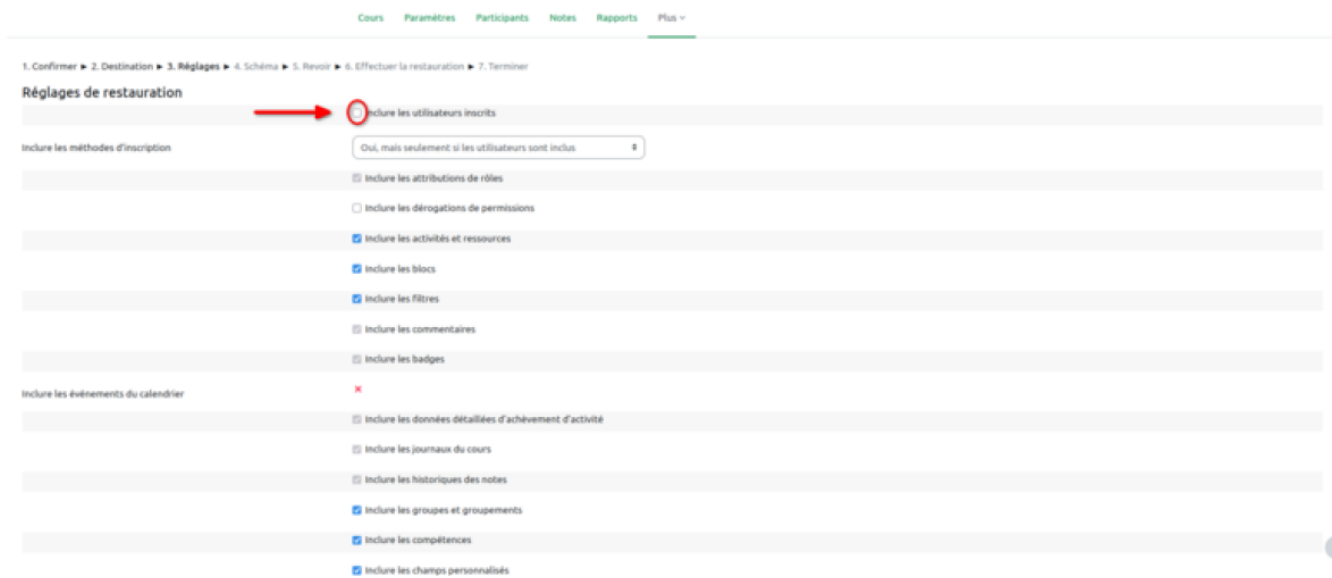 Cours Paramètres Participants Notes Rapports Plus
1. Confirmer ► 2. Destination ► 3. Réglages ► 4. Schéma ► 5. Revoir ► 6. Effectuer la restauration ► 7. Terminer
Réglages de restauration
Inclure les utilisateurs inscrits
Inclure les méthodes d'inscription Oui, mais seulement si les utilisateurs sont inclus
Inclure les attributions de rôles
Inclure les dérogations de permissions
Inclure les activités et ressources
Inclure les blocs
Inclure les filtres
Inclure les commentaires
Inclure les badges
Inclure les événements du calendrier
Inclure les données détaillées d'achèvement d'activité
Inclure les journaux du cours
Inclure les historiques des notes
Inclure les groupes et groupements
Inclure les compétences
Inclure les champs personnalisés